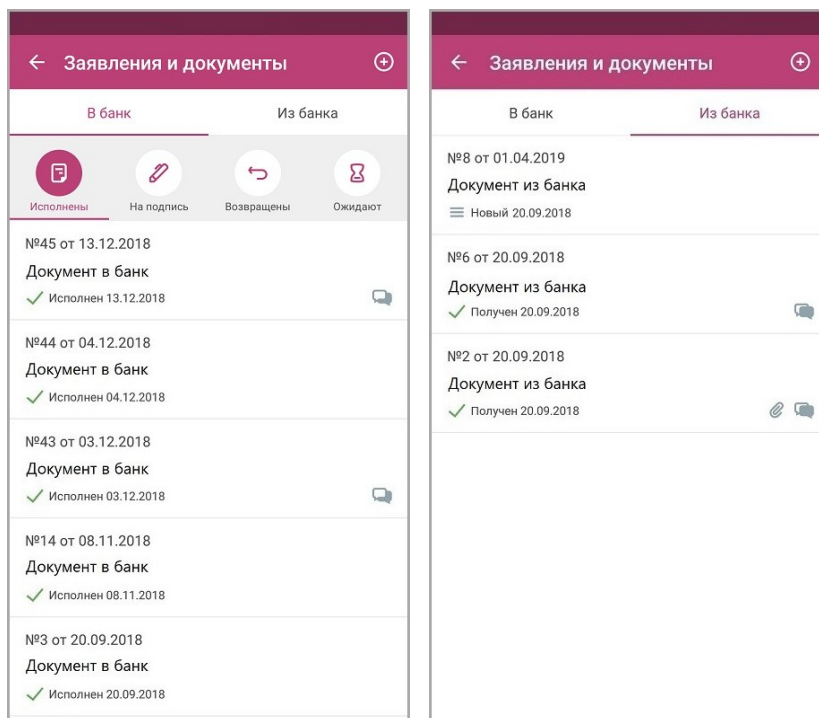 Заявления и документы
В банк
Из банка
Исполнены
На подпись
Возвращены
Ожидают
№45 от 13.12.2018
Документ в банк
Исполнен 13.12.2018
№44 от 04.12.2018
Документ в банк
Исполнен 04.12.2018
№43 от 03.12.2018
Документ в банк
Исполнен 03.12.2018
№14 от 08.11.2018
Документ в банк
Исполнен 08.11.2018
№3 от 20.09.2018
Документ в банк
Исполнен 20.09.2018
Заявления и документы
В банк
Из банка
№8 от 01.04.2019
Документ из банка
Новый 20.09.2018
№6 от 20.09.2018
Документ из банка
Получен 20.09.2018
№2 от 20.09.2018
Документ из банка
Получен 20.09.2018